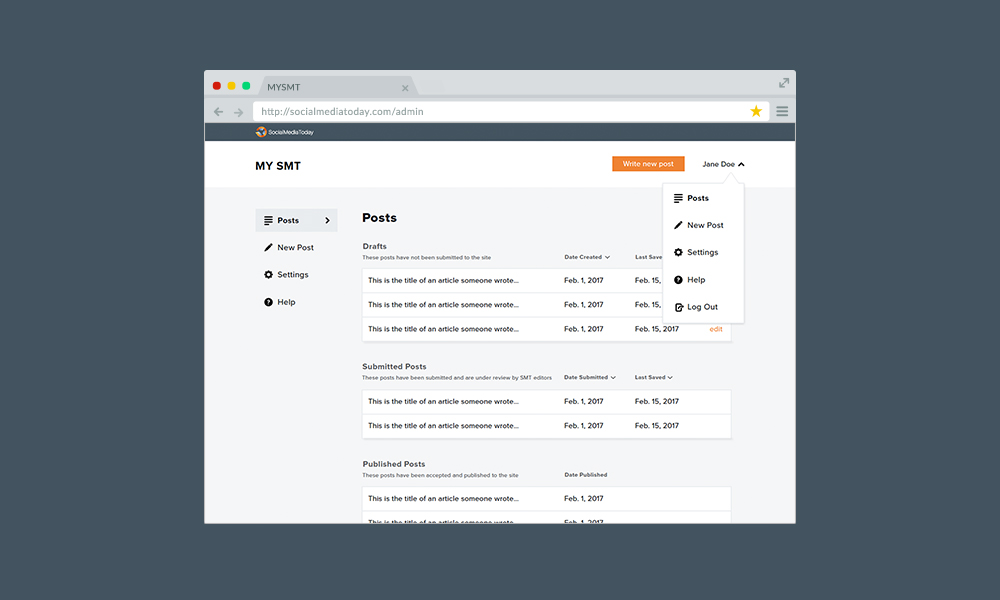 MYSMT
http://socialmediatoday.com/admin
SocialMediaToday
MY SMT
Write new post
Jane Doe
Posts
New Post
Settings
Help
Log Out
Posts
New Post
Settings
Help
Posts
Drafts
These posts have not been submitted to the site
Date Created
Last Save
This is the title of an article someone wrote... Feb. 1, 2017 Feb. 15,
This is the title of an article someone wrote... Feb. 1, 2017 Feb. 15,
This is the title of an article someone wrote... Feb. 1, 2017 Feb. 15, 2017 edit
Submitted Posts
These posts have been submitted and are under review by SMT editors
Date Submitted
Last Saved
This is the title of an article someone wrote... Feb. 1, 2017 Feb. 15, 2017
This is the title of an article someone wrote... Feb. 1, 2017 Feb. 15, 2017
Published Posts
These posts have been accepted and published to the site
Date Published
This is the title of an article someone wrote... Feb. 1, 2017
This is the title of an article someone wrote... Feb. 1, 2017